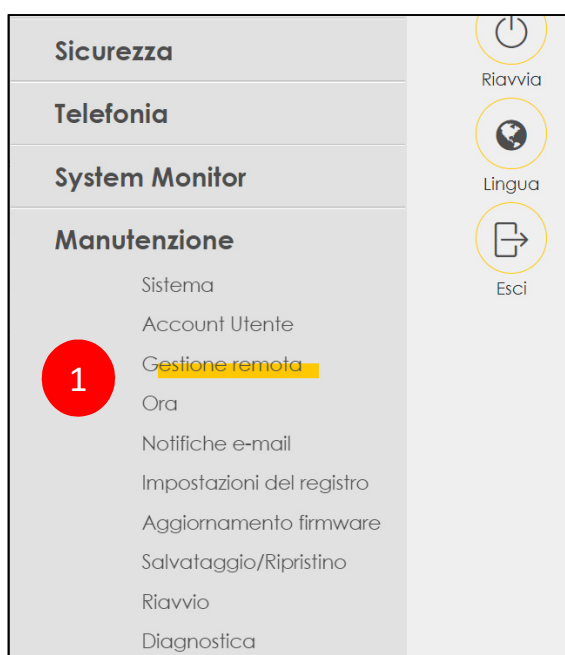 Sicurezza
Telefonia
System Monitor
Manutenzione
Sistema
Account Utente
1
Gestione remota
Ora
Notifiche e-mail
Impostazioni del registro
Aggiornamento firmware
Salvataggio/Ripristino
Riavvio
Diagnostica
Riavvia
Lingua
Esci